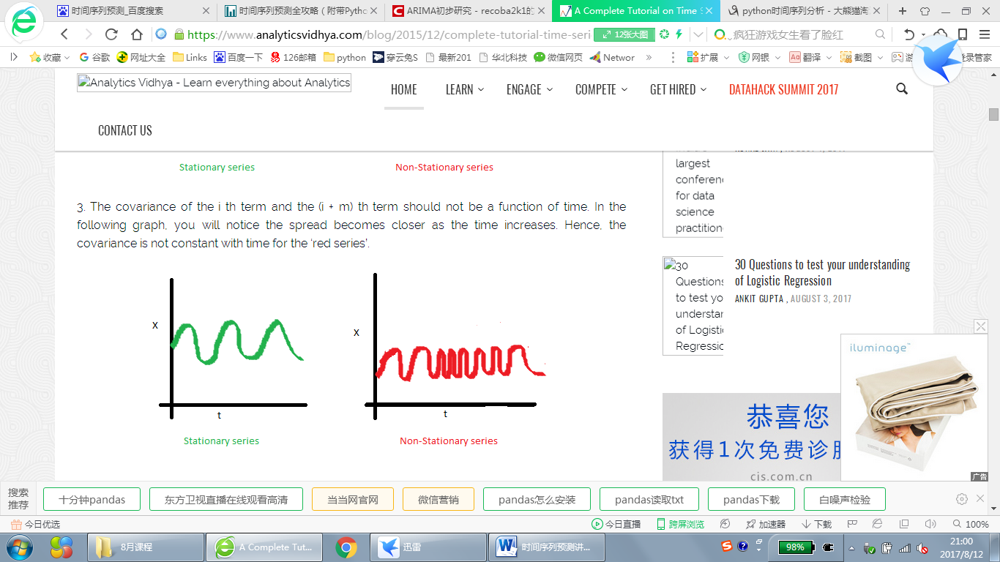 时间序列预测_百度搜索
时间序列预测全攻略（附带Pytho
ARIMA初步研究 - recoba2k1的
A Complete Tutorial on Time S
python时间序列分析 - 大熊猫淘
https://www.analyticsvidhya.com/blog/2015/12/complete-tutorial-time-seri
12张大图
疯狂游戏女生看了脸红
收藏
谷歌
网址大全
Links
百度一下
126邮箱
python
穿云兔S
最新201
华北科技
微信网页
Networ
»
扩展
网银
翻译
截图
登录管家
Analytics Vidhya - Learn everything about Analytics
HOME
LEARN
ENGAGE
COMPETE
GET HIRED
DATAHACK SUMMIT 2017
CONTACT US
Stationary series
Non-Stationary series
3. The covariance of the i th term and the (i + m) th term should not be a function of time. In the
following graph, you will notice the spread becomes closer as the time increases. Hence, the
covariance is not constant with time for the ‘red series’.
X
t
Stationary series
X
t
Non-Stationary series
largest
conferen
for data
science
practition
30
Questions
to test yo
understan
of Logisti
Regressio
30 Questions to test your understanding
of Logistic Regression
ANKIT GUPTA , AUGUST 3, 2017
iluminage™
恭喜您
获得1次免费诊
cis.com.cn
广告
搜索
推荐
十分钟pandas
东方卫视直播在线观看高清
当当网官网
微信营销
pandas怎么安装
pandas读取txt
pandas下载
白噪声检验
今日优选
今日直播
跨屏浏览
加速器
下载
100%
8月课程
A Complete Tut...
迅雷
时间序列预测讲...
98%
21:00
2017/8/12